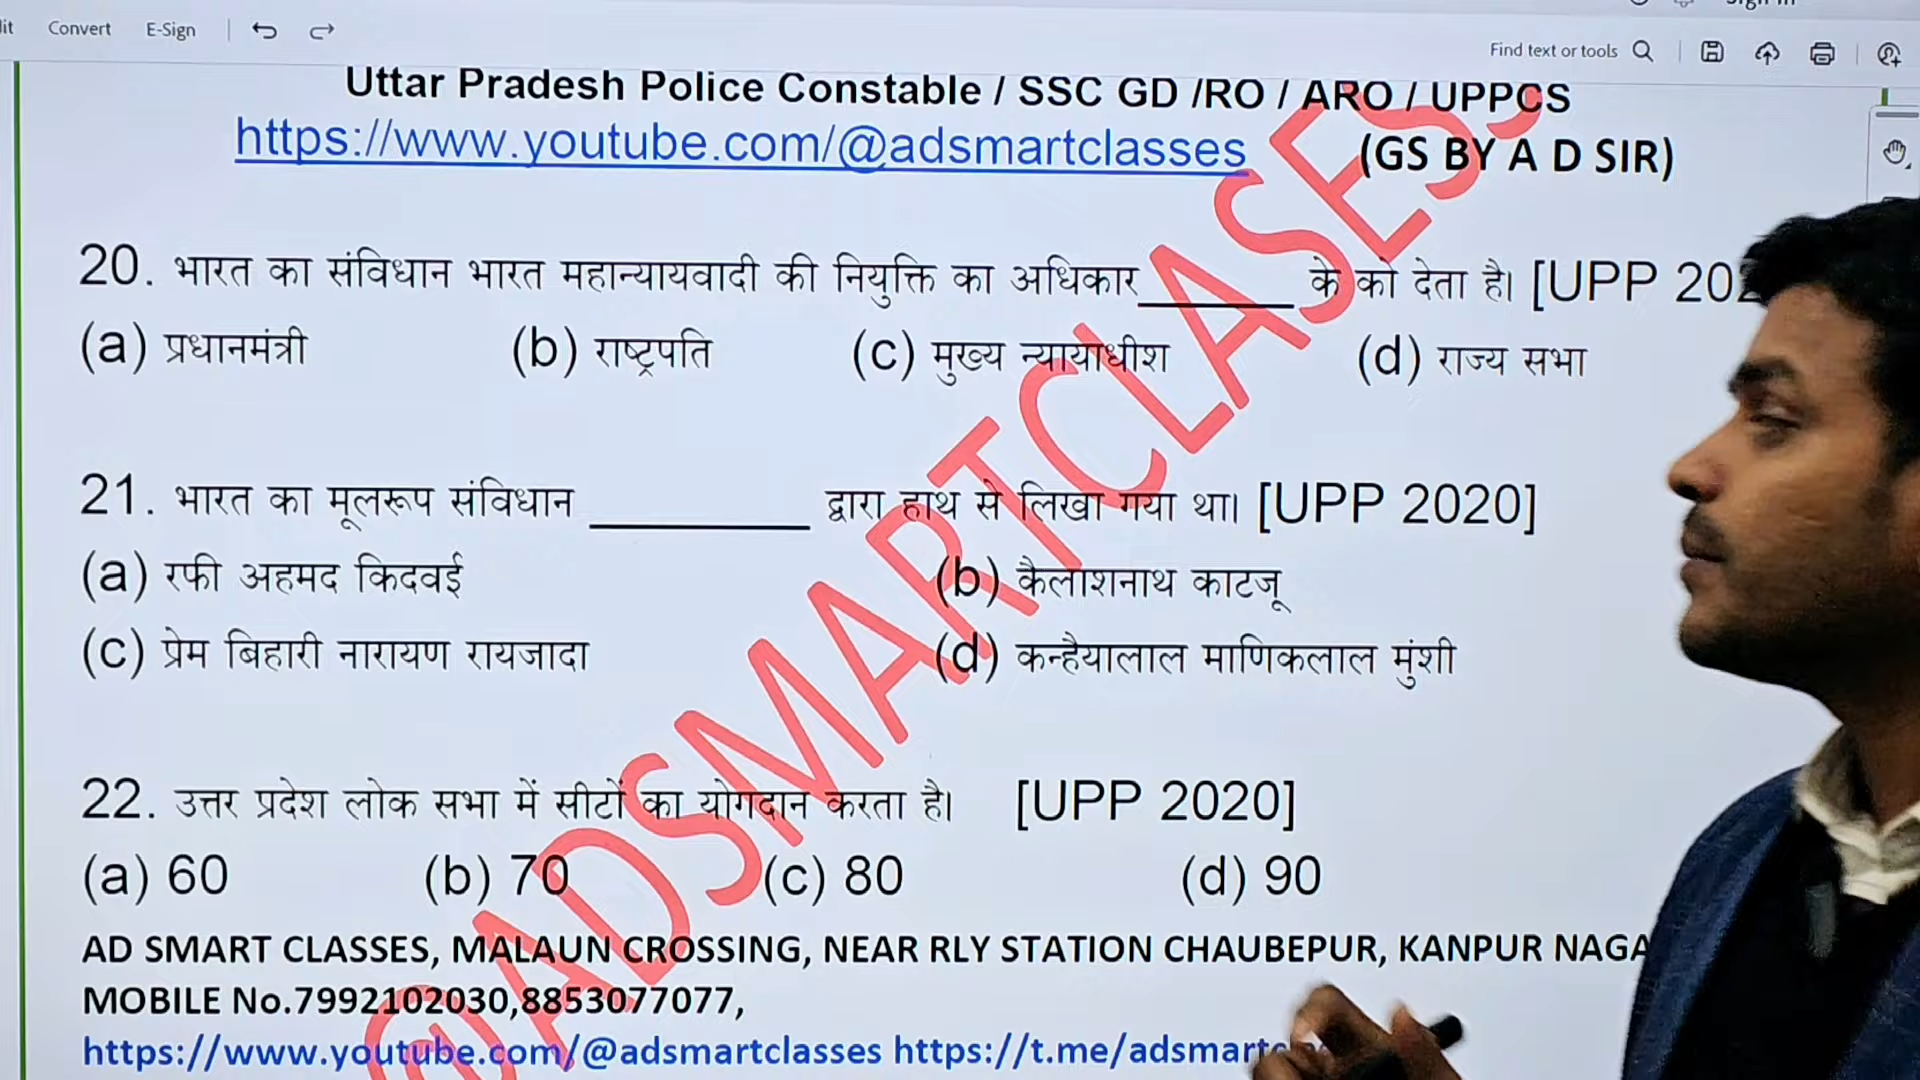 Convert E-Sign
Find text or tools
Uttar Pradesh Police Constable / SSC GD /RO / ARO / UPPCS
https://www.youtube.com/@adsmartclasses (GS BY A D SIR)
20. भारत का संविधान भारत महान्यायवादी की नियुक्ति का अधिकार________ के को देता है। [UPP 202
(a) प्रधानमंत्री (b) राष्ट्रपति (c) मुख्य न्यायाधीश (d) राज्य सभा
21. भारत का मूलरूप संविधान ________ द्वारा हाथ से लिखा गया था। [UPP 2020]
(a) रफी अहमद किदवई (b) कैलाशनाथ काटजू
(c) प्रेम बिहारी नारायण रायजादा (d) कन्हैयालाल माणिकलाल मुंशी
22. उत्तर प्रदेश लोक सभा में सीटों का योगदान करता है। [UPP 2020]
(a) 60 (b) 70 (c) 80 (d) 90
AD SMART CLASSES, MALAUN CROSSING, NEAR RLY STATION CHAUBEPUR, KANPUR NAGA
MOBILE No.7992102030,8853077077,
https://www.youtube.com/@adsmartclasses https://t.me/adsmart
@ADSMARTCLASSES